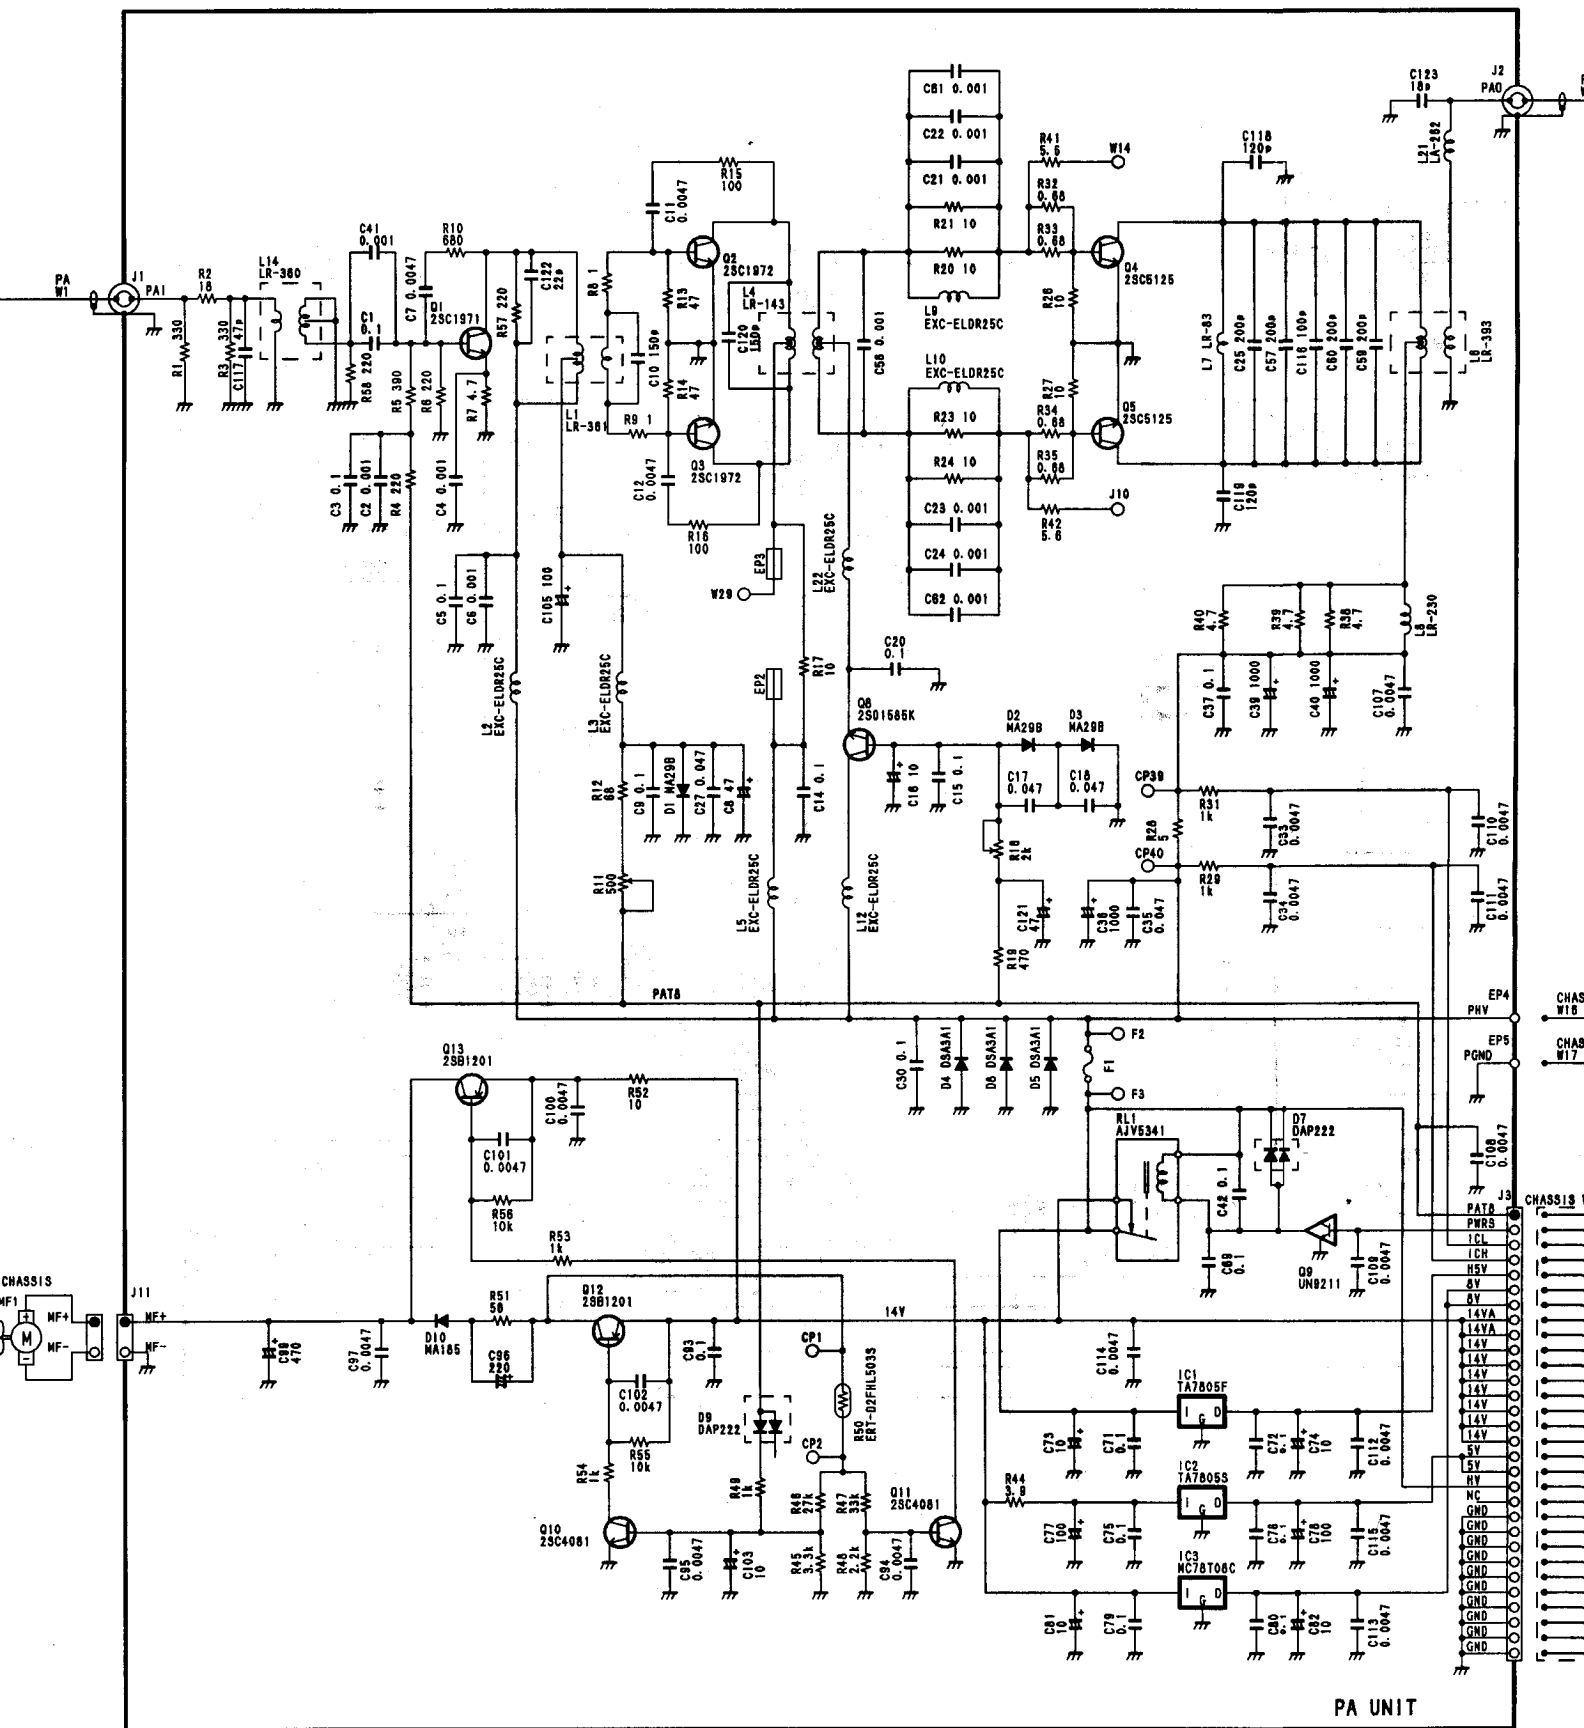 C61 0.001
C22 0.001
C21 0.001
R21 10
R20 10
L9
EXC-ELDR25C
L10
EXC-ELDR25C
R23 10
R24 10
C23 0.001
C24 0.001
C62 0.001
R41
5.6
W14
R32
0.68
R33
0.68
R26
10
R27
10
R34
0.68
R35
0.68
R42
5.6
J10
Q4
2SC5125
Q5
2SC5125
C118
120P
C119
120P
L7 LR-83
C25 200P
C57 200P
C116 100P
C60 200P
C59 200P
C123
18P
J2
PAO
L21
LA-262
L6
LR-393
PA
W1
J1
PAI
R2
18
R1 330
R3 330
C117 47P
L14
LR-360
C41
0.001
C1
0.1
R58 220
R5 390
R6 220
C7 0.0047
R10
680
Q1
2SC1971
R7 4.7
C3 0.1
C2 0.001
R4 220
C4 0.001
R57 220
C122
22P
L1
LR-361
R8 1
R9 1
C10 150P
C11
0.0047
R15
100
R13
47
R14
47
C12
0.0047
R16
100
Q2
2SC1972
Q3
2SC1972
L4
LR-143
C120
150P
C58 0.001
C5 0.1
C6 0.001
C105 100
L2
EXC-ELDR25C
L3
EXC-ELDR25C
EP3
W29
EP2
R17
10
L22
EXC-ELDR25C
C20
0.1
R12
68
R11
500
C9 0.1
D1 MA29B
C27 0.047
C8 47
C14 0.1
L5
EXC-ELDR25C
L12
EXC-ELDR25C
C16 10
C15 0.1
D2
MA29B
D3
MA29B
C17
0.047
C18
0.047
R18
2k
R19
470
C121
47
C36
1000
C35
0.047
R40
4.7
R39
4.7
R38
4.7
LR-230
C37 0.1
C39 1000
C40 1000
C107
0.0047
CP39
R31
1k
C33
0.0047
C110
0.0047
CP40
R29
1k
C34
0.0047
C111
0.0047
PAT8
EP4
PHV
CHAS
W16
EP5
PGND
CHAS
W17
C30 0.1
D4 DSA3A1
D6 DSA3A1
D5 DSA3A1
F2
F1
F3
Q13
2SB1201
C100
0.0047
R52
10
C101
0.0047
R56
10k
R53
1k
RL1
AJV5341
C42 0.1
D7
DAP222
C69
0.1
Q9
UN9211
C109
0.0047
C108
0.0047
CHASSIS
MF1
M
MF+
MF-
J11
MF+
MF-
C99
470
C97
0.0047
D10
MA185
R51
56
C96
220
Q12
2SB1201
C102
0.0047
R55
10k
R54
1k
Q10
2SC4081
C93
0.1
D9
DAP222
R49
1k
C95
0.0047
C103
10
CP1
R50
ERT-D2FHL503S
CP2
R46
27k
R47
33k
R45
3.3k
R48
2.2k
C94
0.0047
Q11
2SC4081
14V
C114
0.0047
IC1
TA7805F
I G O
C73
10
C71
0.1
C72
0.1
C74
10
C112
0.0047
R44
3.9
IC2
TA7805S
I G O
C77
100
C75
0.1
C115
0.0047
IC3
MC78T08C
I G O
C81
10
C79
0.1
C80
0.1
C82
10
C113
0.0047
J3
CHASSIS
PAT8
PWRS
ICL
ICH
H5V
8V
8V
14VA
14VA
14V
14V
14V
14V
14V
14V
14V
5V
5V
HV
NC
GND
GND
GND
GND
GND
GND
GND
GND
GND
GND
PA UNIT